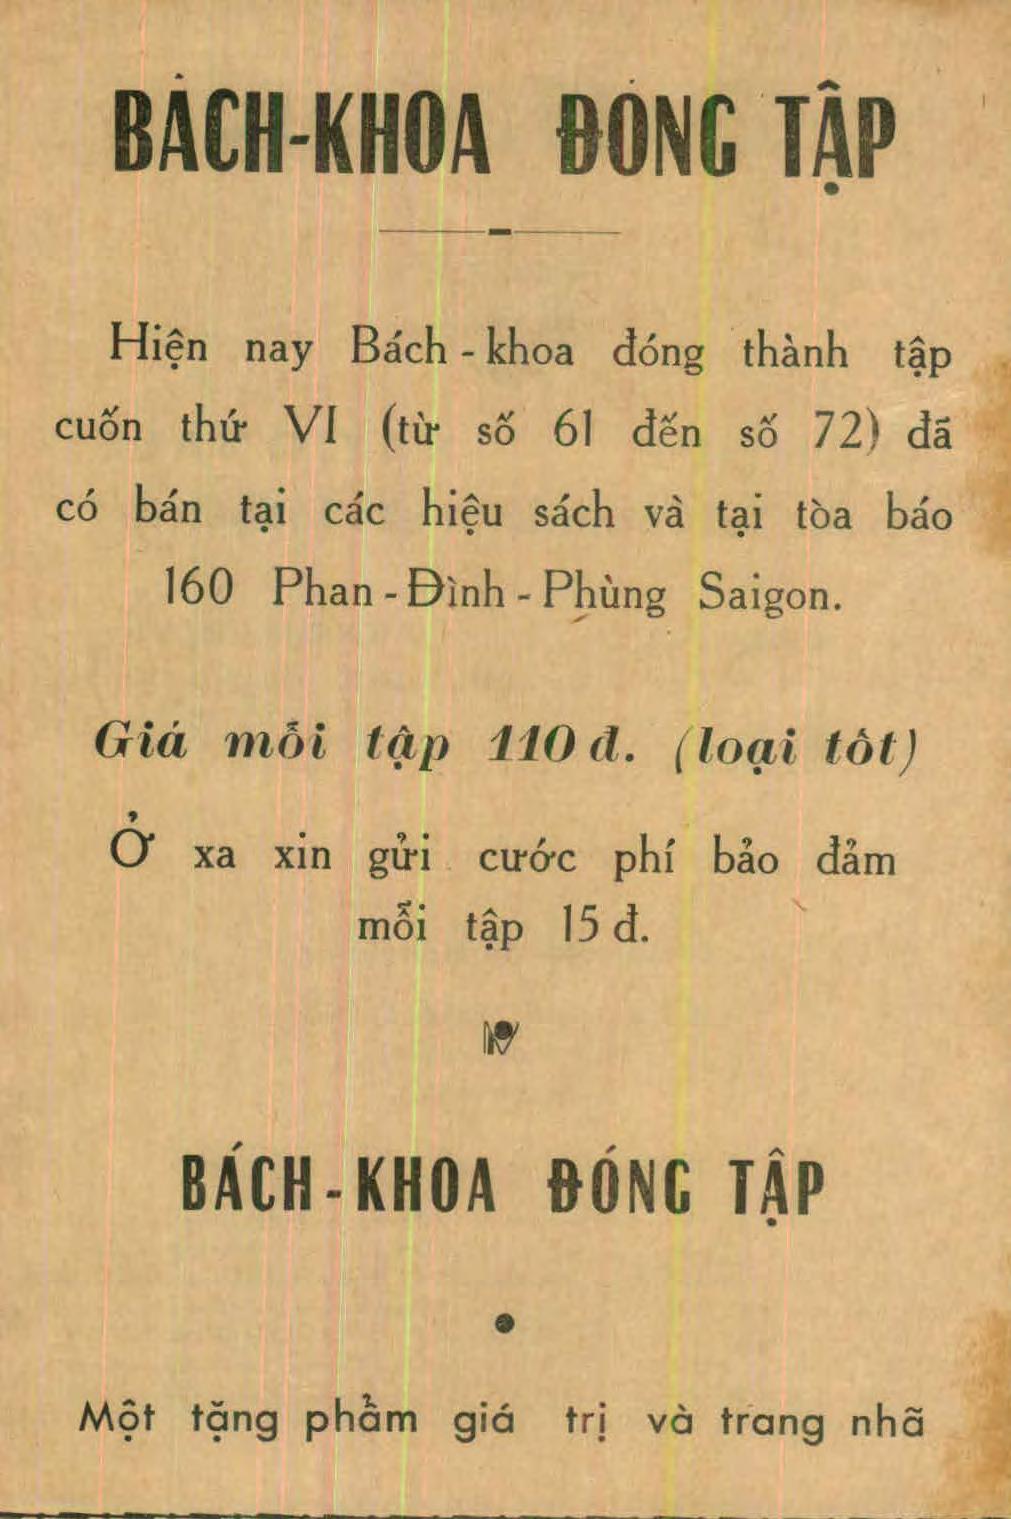 BÁCH-KHOA ĐÓNG TẬP
Hiện nay Bách-khoa đóng thành tập
cuốn thứ VI (từ số 61 đến số 72) đã
có bán tại các hiệu sách và tại tòa báo
160 Phan-Đình-Phùng Saigon.
Giá mỗi tập 110 đ. (loại tốt)
Ở xa xin gửi cước phí bảo đảm
mỗi tập 15 đ.
BÁCH-KHOA ĐÓNG TẬP
Một tặng phẩm giá trị và trang nhã